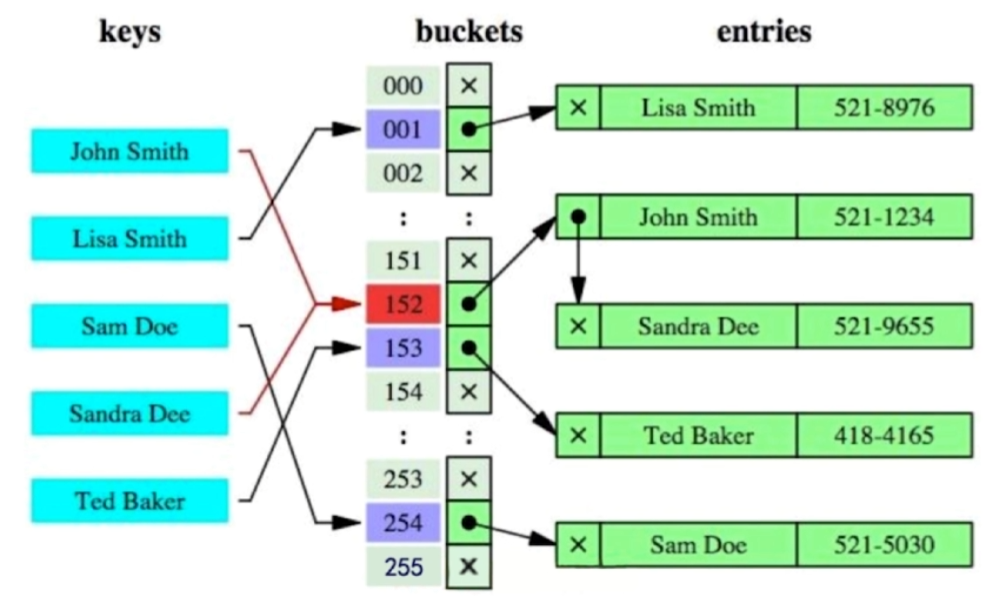 keys
buckets
entries
John Smith
Lisa Smith
Sam Doe
Sandra Dee
Ted Baker
000
001
002
:
:
151
152
153
154
:
:
253
254
255
Lisa Smith 521-8976
John Smith 521-1234
Sandra Dee 521-9655
Ted Baker 418-4165
Sam Doe 521-5030